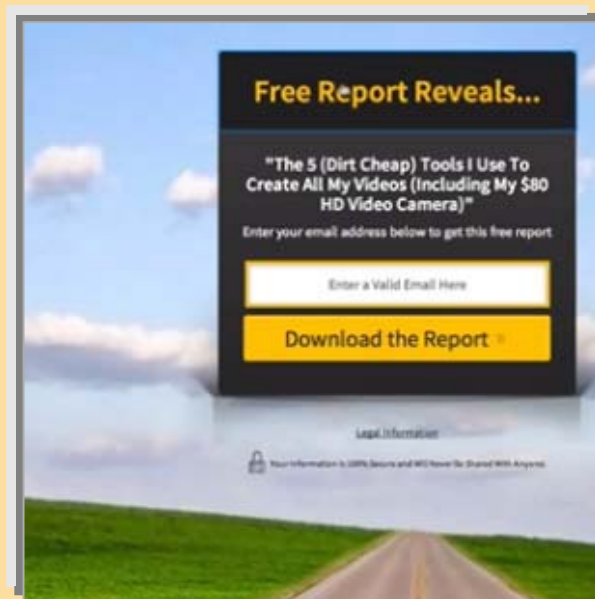 Free Report Reveals...
"The 5 (Dirt Cheap) Tools I Use To
Create All My Videos (Including My $80
HD Video Camera)"
Enter your email address below to get this free report
Enter a Valid Email Here
Download the Report
Legal Information
Your Information is 100% Secure and Will Never Be Shared With Anyone.